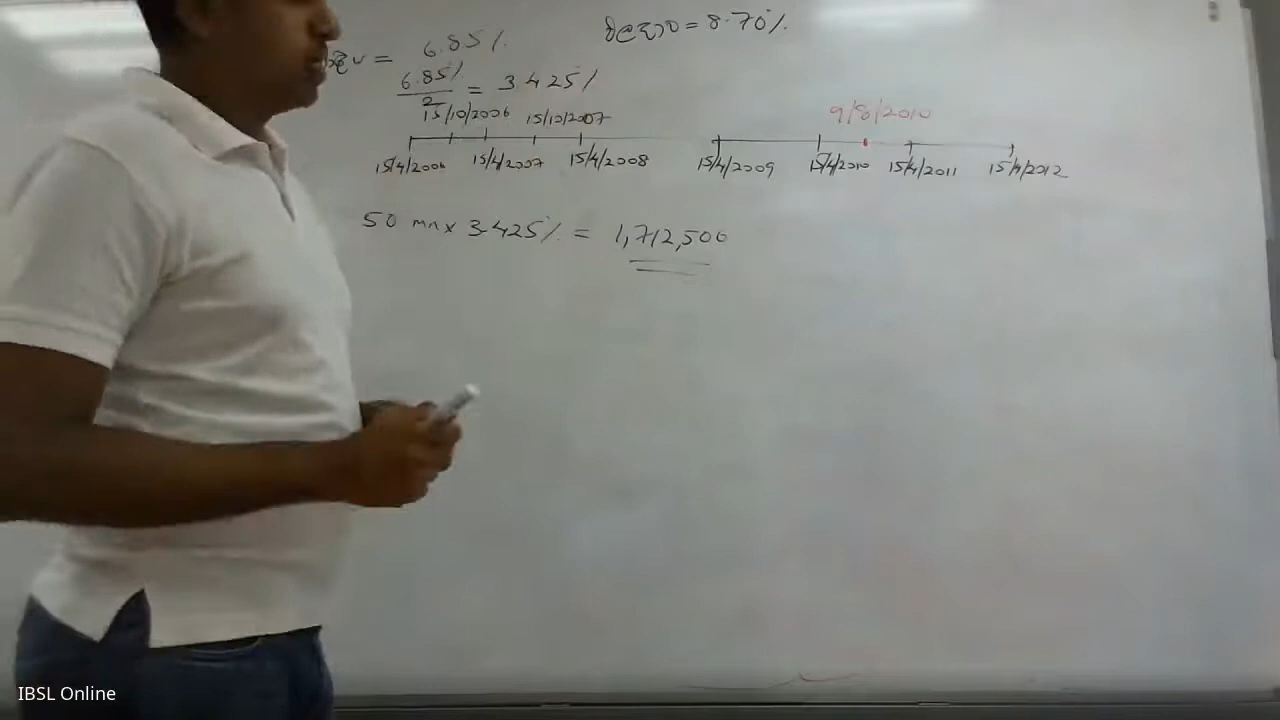 = 6.85%
6.85%
2
= 3.425%
= 8.70%
15/10/2006 15/10/2007
9/8/2010
15/4/2006 15/4/2007 15/4/2008 15/4/2009 15/4/2010 15/4/2011 15/4/2012
50 mn x 3.425% = 1,712,500
IBSL Online